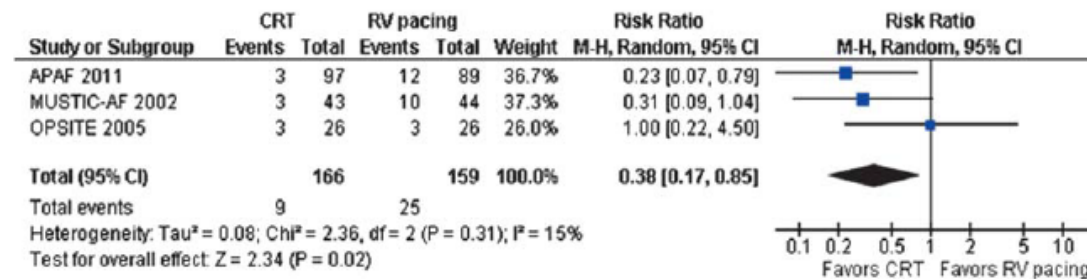 CRT RV pacing Risk Ratio Risk Ratio
Study or Subgroup Events Total Events Total Weight M-H, Random, 95% CI M-H, Random, 95% CI
APAF 2011 3 97 12 89 36.7% 0.23 [0.07, 0.79]
MUSTIC-AF 2002 3 43 10 44 37.3% 0.31 [0.09, 1.04]
OPSITE 2005 3 26 3 26 26.0% 1.00 [0.22, 4.50]
Total (95% CI) 166 159 100.0% 0.38 [0.17, 0.85]
Total events 9 25
Heterogeneity: Tau² = 0.08; Chi² = 2.36, df = 2 (P = 0.31); I² = 15%
Test for overall effect: Z = 2.34 (P = 0.02)
0.1 0.2 0.5 1 2 5 10
Favors CRT Favors RV pacing